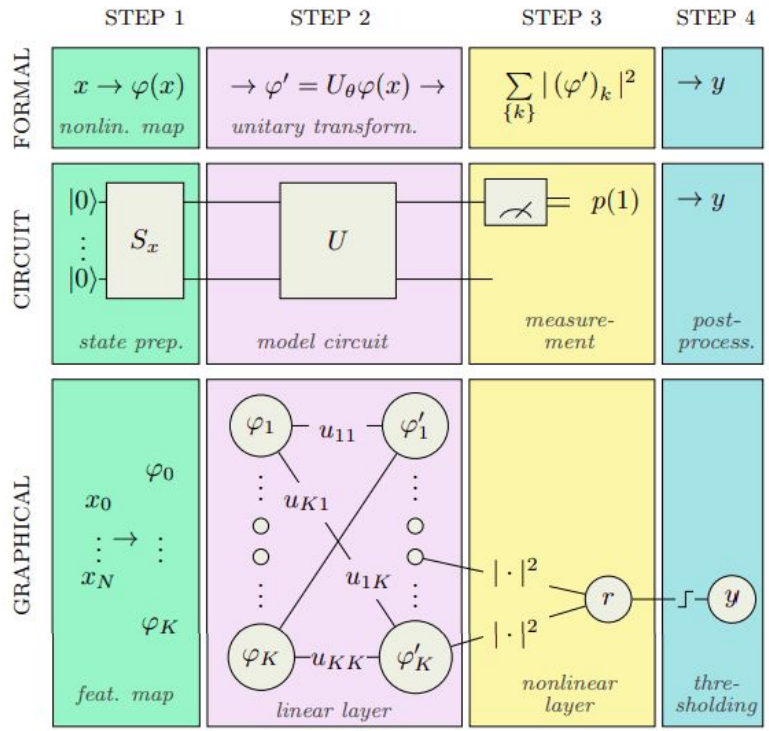 STEP 1 STEP 2 STEP 3 STEP 4
FORMAL
x → φ(x)
nonlin. map
→ φ′ = U_θφ(x) →
unitary transform.
∑_{k} | (φ′)_k |²
→ y
CIRCUIT
|0⟩
⋮
|0⟩
S_x
state prep.
U
model circuit
p(1)
measure-
ment
→ y
post-
process.
GRAPHICAL
x_0
⋮
x_N
→
φ_0
⋮
φ_K
feat. map
φ_1 u_11 φ′_1
⋮ ⋮
u_K1
u_1K
⋮ ⋮
φ_K u_KK φ′_K
linear layer
| · |²
| · |²
r
nonlinear
layer
y
thre-
sholding